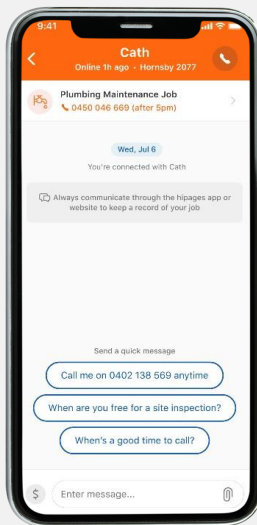 9:41
Cath
Online 1h ago • Hornsby 2077
Plumbing Maintenance Job
0450 046 669 (after 5pm)
Wed, Jul 6
You're connected with Cath
Always communicate through the hipages app or
website to keep a record of your job
Send a quick message
Call me on 0402 138 569 anytime
When are you free for a site inspection?
When's a good time to call?
$
Enter message...